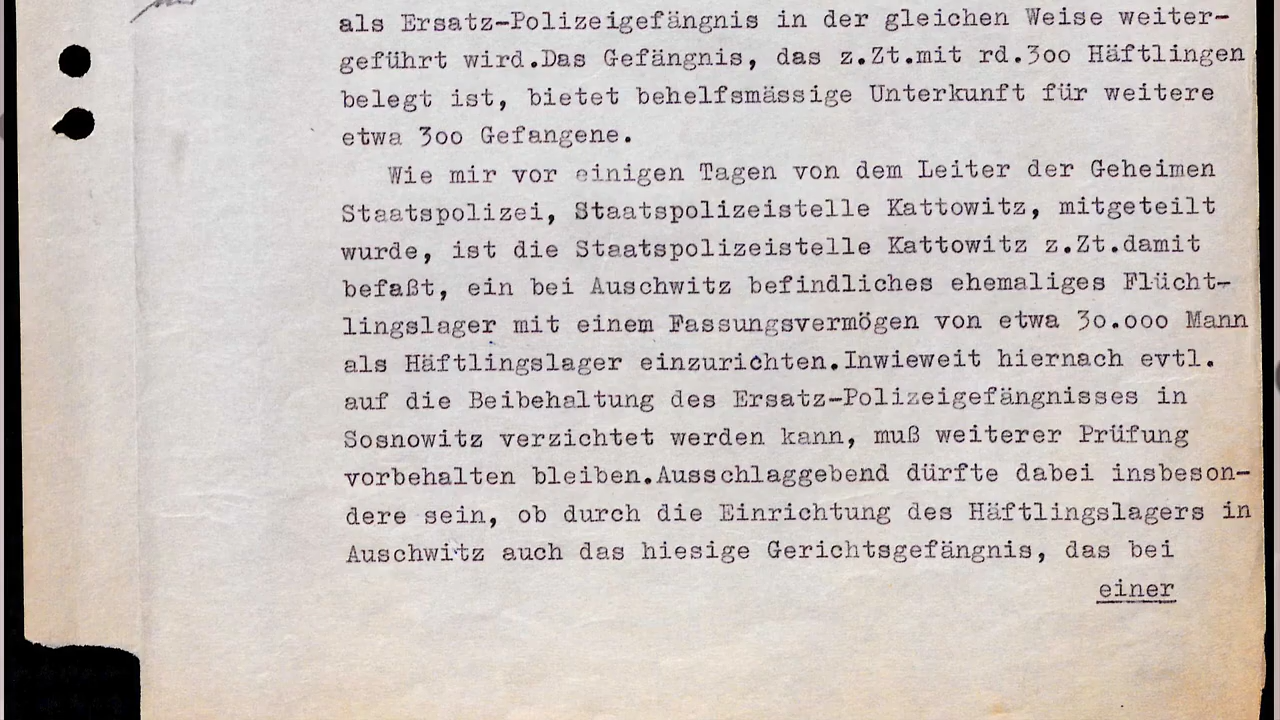 als Ersatz-Polizeigefängnis in der gleichen Weise weiter-
geführt wird.Das Gefängnis, das z.Zt.mit rd.3oo Häftlingen
belegt ist, bietet behelfsmässige Unterkunft für weitere
etwa 3oo Gefangene.
Wie mir vor einigen Tagen von dem Leiter der Geheimen
Staatspolizei, Staatspolizeistelle Kattowitz, mitgeteilt
wurde, ist die Staatspolizeistelle Kattowitz z.Zt.damit
befaßt, ein bei Auschwitz befindliches ehemaliges Flücht-
lingslager mit einem Fassungsvermögen von etwa 3o.ooo Mann
als Häftlingslager einzurichten.Inwieweit hiernach evtl.
auf die Beibehaltung des Ersatz-Polizeigefängnisses in
Sosnowitz verzichtet werden kann, muß weiterer Prüfung
vorbehalten bleiben.Ausschlaggebend dürfte dabei insbeson-
dere sein, ob durch die Einrichtung des Häftlingslagers in
Auschwitz auch das hiesige Gerichtsgefängnis, das bei
einer